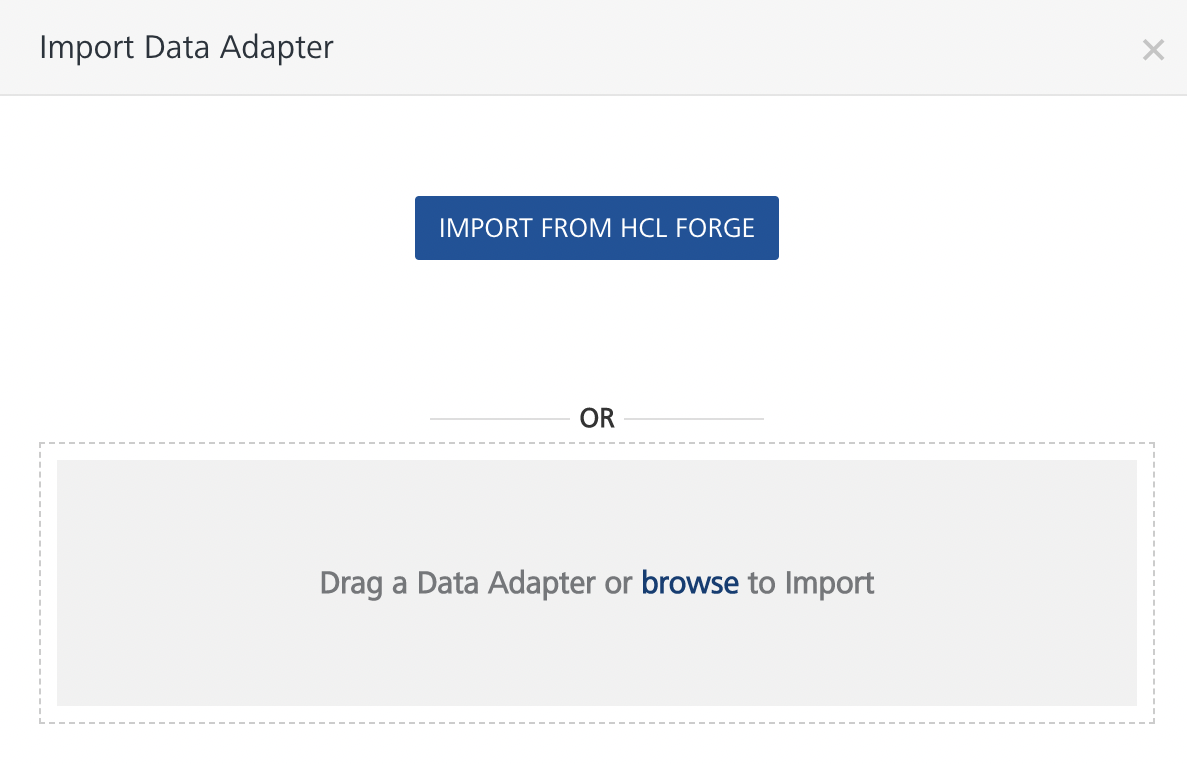 Import Data Adapter
IMPORT FROM HCL FORGE
OR
Drag a Data Adapter or browse to Import